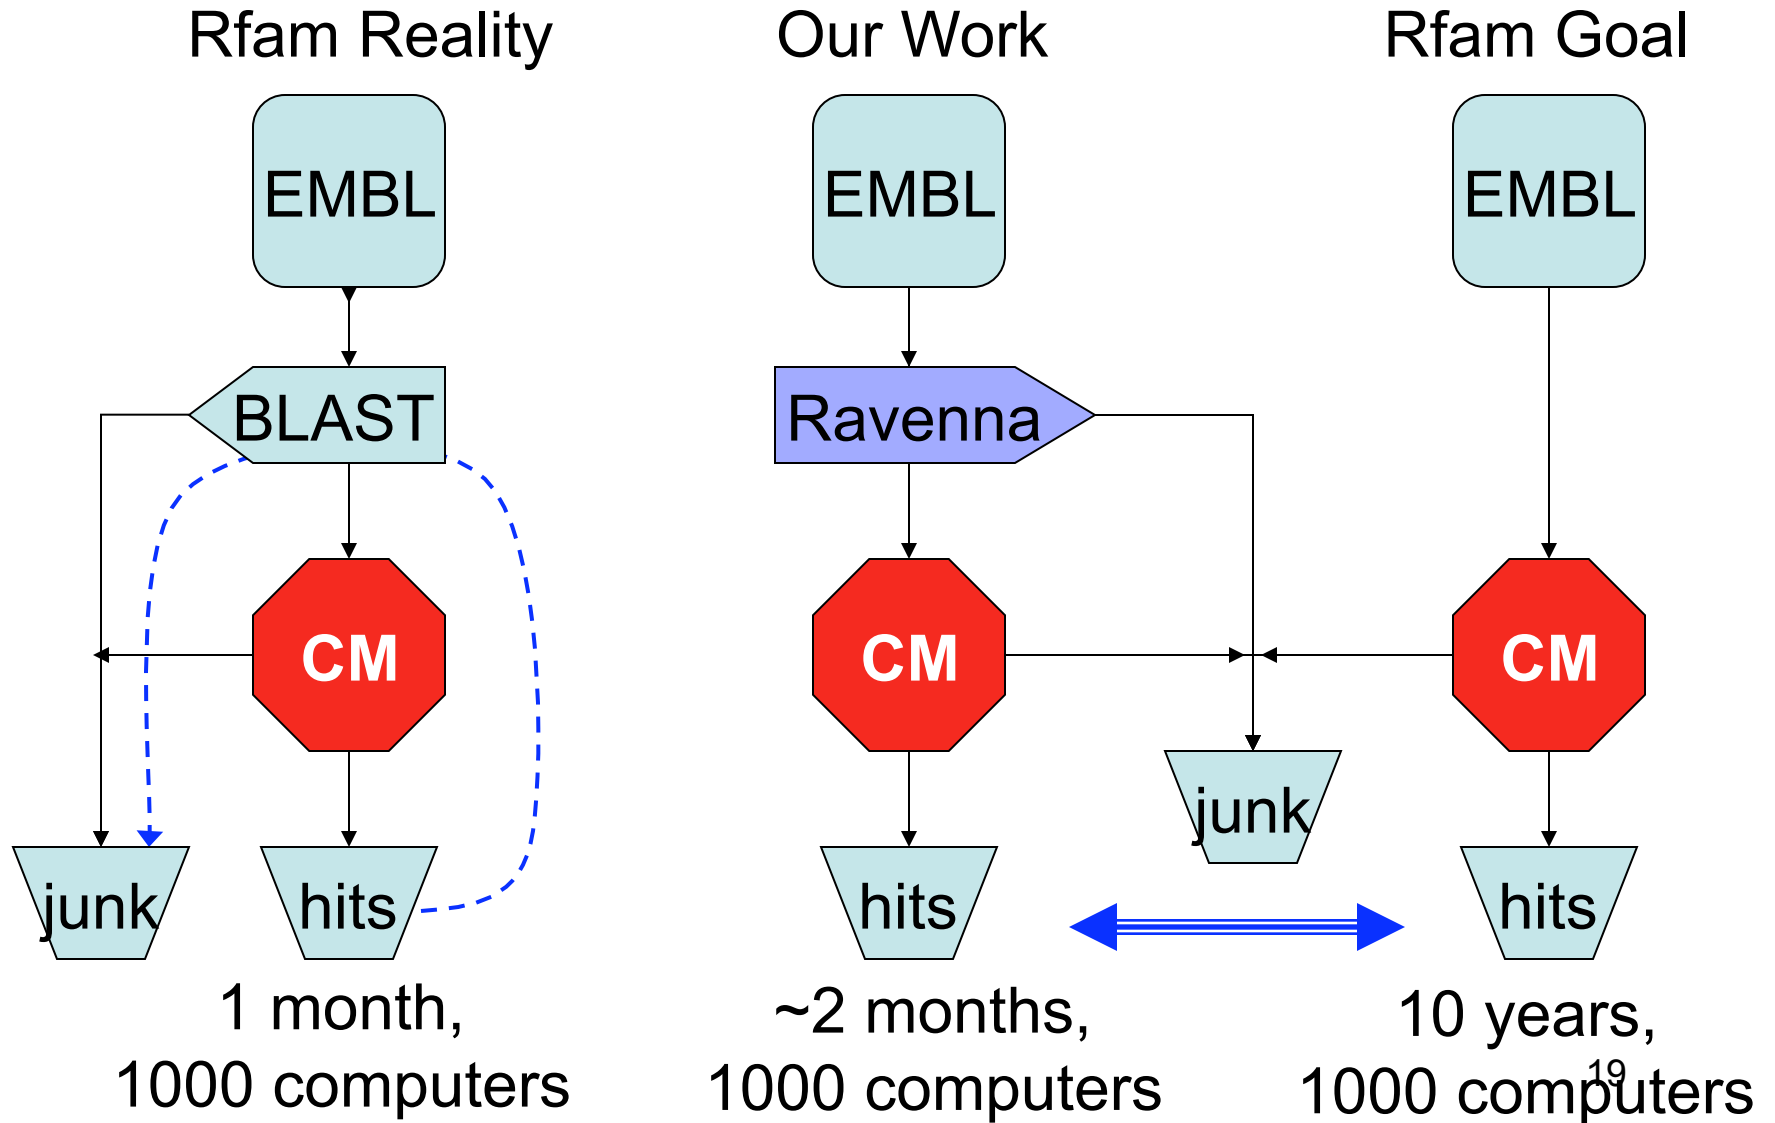 Rfam Reality
Our Work
Rfam Goal
EMBL
EMBL
EMBL
BLAST
Ravenna
CM
CM
CM
junk
junk
hits
hits
hits
1 month,
1000 computers
~2 months,
1000 computers
10 years,
1000 computers
19